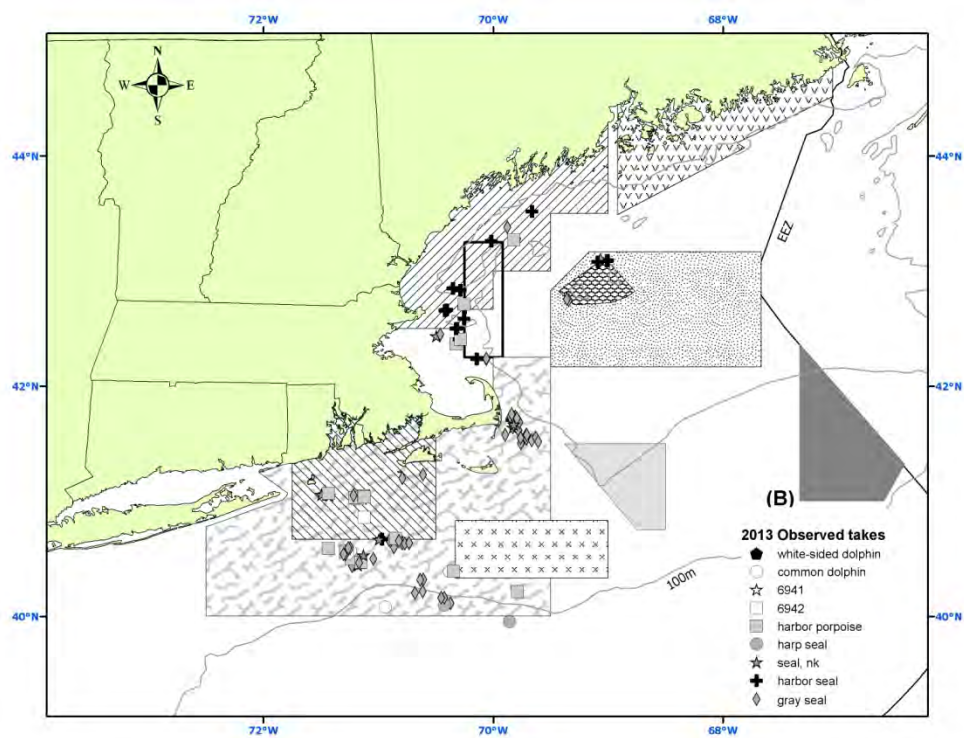 72°W 70°W 68°W
N
W E
S
44°N 44°N
EEZ
42°N 42°N
(B)
2013 Observed takes
white-sided dolphin
common dolphin
6941
6942
harbor porpoise
harp seal
seal, nk
harbor seal
gray seal
100m
40°N 40°N
72°W 70°W 68°W